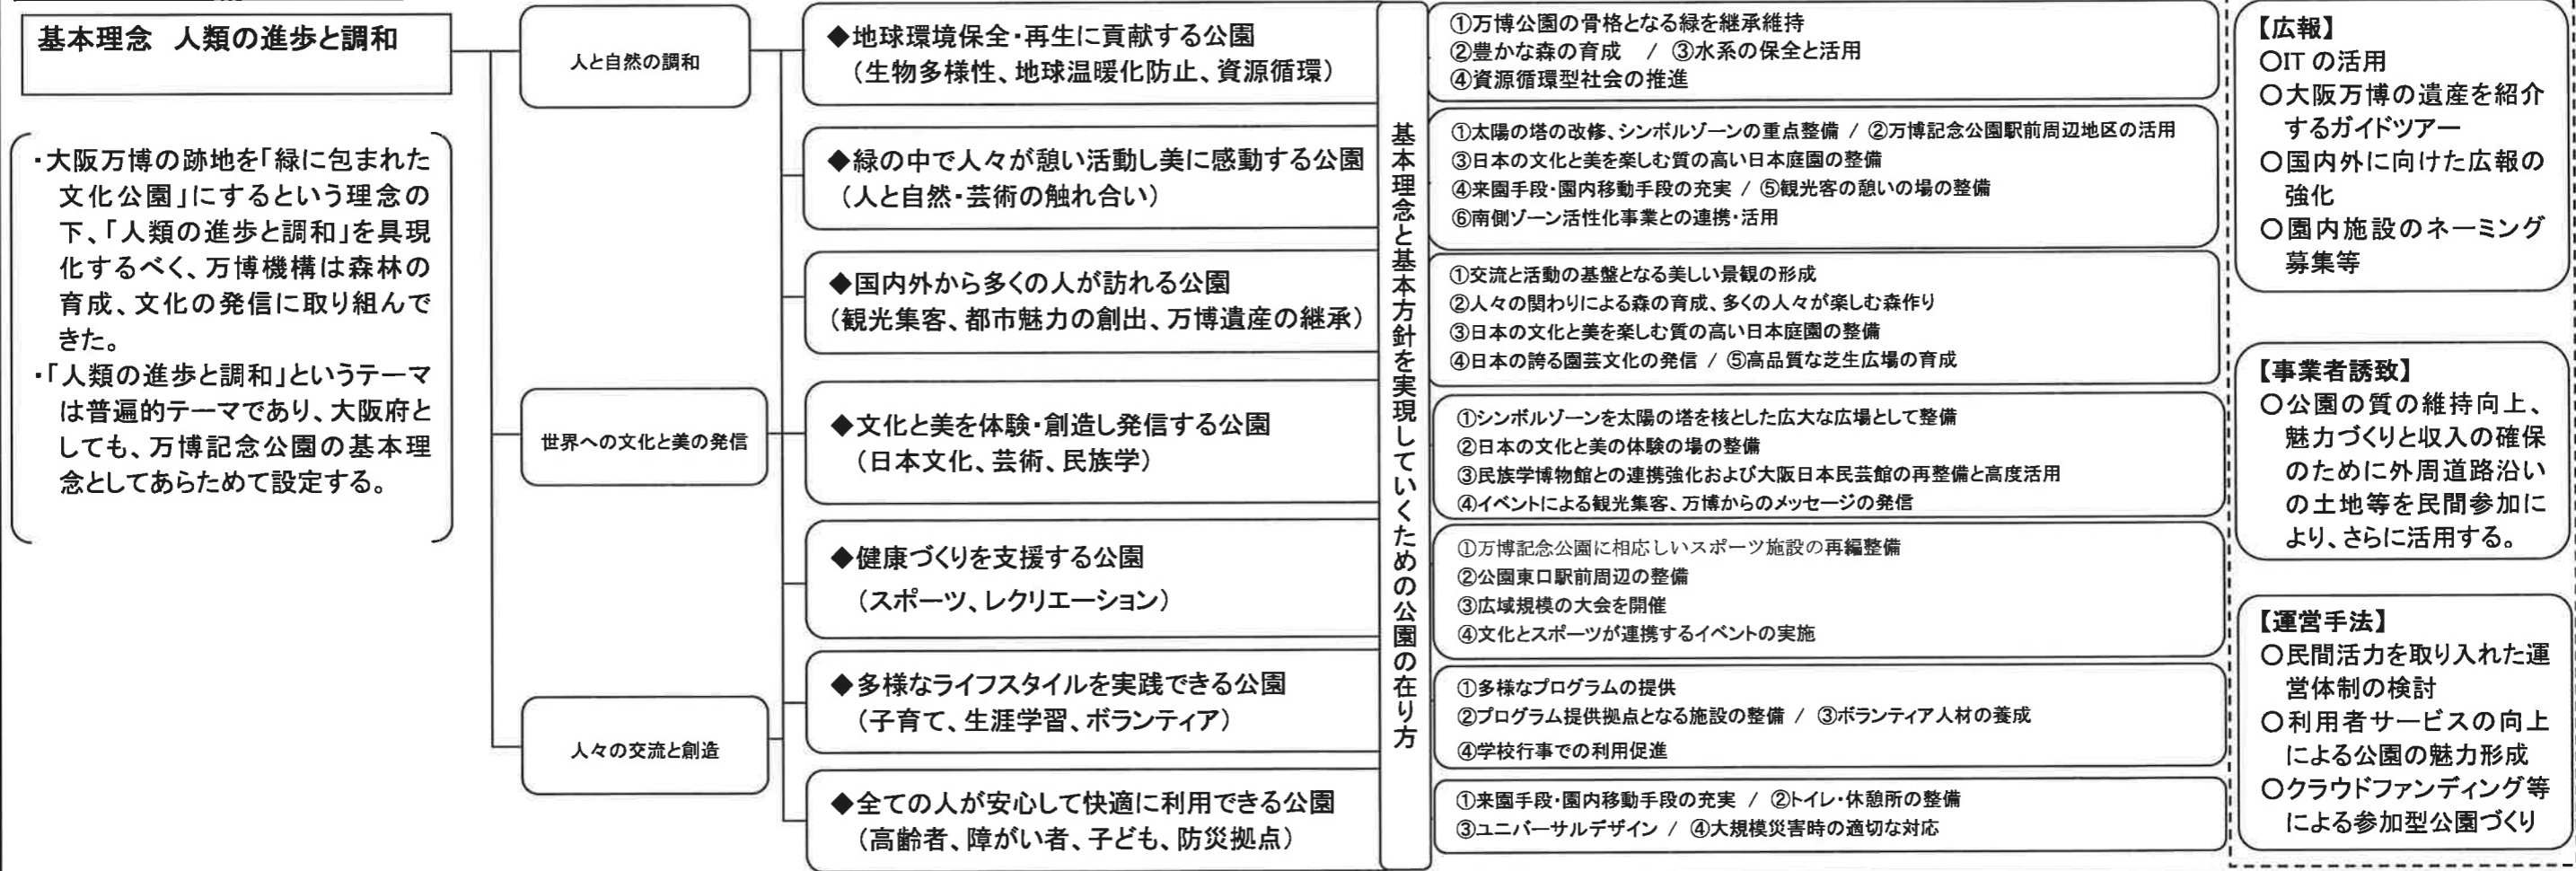 基本理念　人類の進歩と調和
・大阪万博の跡地を「緑に包まれた
文化公園」にするという理念の
下、「人類の進歩と調和」を具現
化するべく、万博機構は森林の
育成、文化の発信に取り組んで
きた。
・「人類の進歩と調和」というテーマ
は普遍的テーマであり、大阪府と
しても、万博記念公園の基本理
念としてあらためて設定する。
人と自然の調和
世界への文化と美の発信
人々の交流と創造
◆地球環境保全・再生に貢献する公園
（生物多様性、地球温暖化防止、資源循環）
◆緑の中で人々が憩い活動し美に感動する公園
（人と自然・芸術の触れ合い）
◆国内外から多くの人が訪れる公園
（観光集客、都市魅力の創出、万博遺産の継承）
◆文化と美を体験・創造し発信する公園
（日本文化、芸術、民族学）
◆健康づくりを支援する公園
（スポーツ、レクリエーション）
◆多様なライフスタイルを実践できる公園
（子育て、生涯学習、ボランティア）
◆全ての人が安心して快適に利用できる公園
（高齢者、障がい者、子ども、防災拠点）
基本理念と基本方針を実現していくための公園の在り方
①万博公園の骨格となる緑を継承維持
②豊かな森の育成　/　③水系の保全と活用
④資源循環型社会の推進
①太陽の塔の改修、シンボルゾーンの重点整備 / ②万博記念公園駅前周辺地区の活用
③日本の文化と美を楽しむ質の高い日本庭園の整備
④来園手段・園内移動手段の充実 / ⑤観光客の憩いの場の整備
⑥南側ゾーン活性化事業との連携・活用
①交流と活動の基盤となる美しい景観の形成
②人々の関わりによる森の育成、多くの人々が楽しむ森作り
③日本の文化と美を楽しむ質の高い日本庭園の整備
④日本の誇る園芸文化の発信 / ⑤高品質な芝生広場の育成
①シンボルゾーンを太陽の塔を核とした広大な広場として整備
②日本の文化と美の体験の場の整備
③民族学博物館との連携強化および大阪日本民芸館の再整備と高度活用
④イベントによる観光集客、万博からのメッセージの発信
①万博記念公園に相応しいスポーツ施設の再編整備
②公園東口駅前周辺の整備
③広域規模の大会を開催
④文化とスポーツが連携するイベントの実施
①多様なプログラムの提供
②プログラム提供拠点となる施設の整備 / ③ボランティア人材の養成
④学校行事での利用促進
①来園手段・園内移動手段の充実 / ②トイレ・休憩所の整備
③ユニバーサルデザイン / ④大規模災害時の適切な対応
【広報】
○IT の活用
○大阪万博の遺産を紹介
するガイドツアー
○国内外に向けた広報の
強化
○園内施設のネーミング
募集等
【事業者誘致】
○公園の質の維持向上、
魅力づくりと収入の確保
のために外周道路沿い
の土地等を民間参加に
より、さらに活用する。
【運営手法】
○民間活力を取り入れた運
営体制の検討
○利用者サービスの向上
による公園の魅力形成
○クラウドファンディング等
による参加型公園づくり